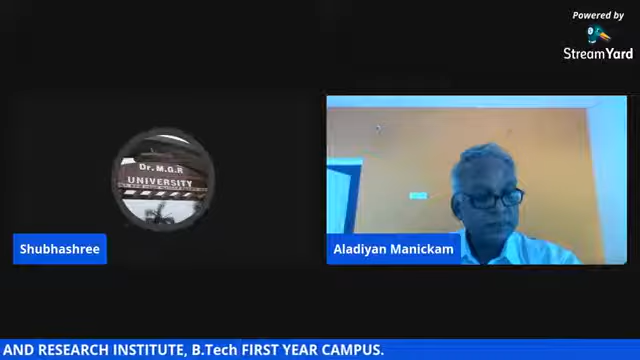 Powered by
StreamYard
Dr. M.G.R
UNIVERSITY
Shubhashree
Aladiyan Manickam
AND RESEARCH INSTITUTE, B.Tech FIRST YEAR CAMPUS.